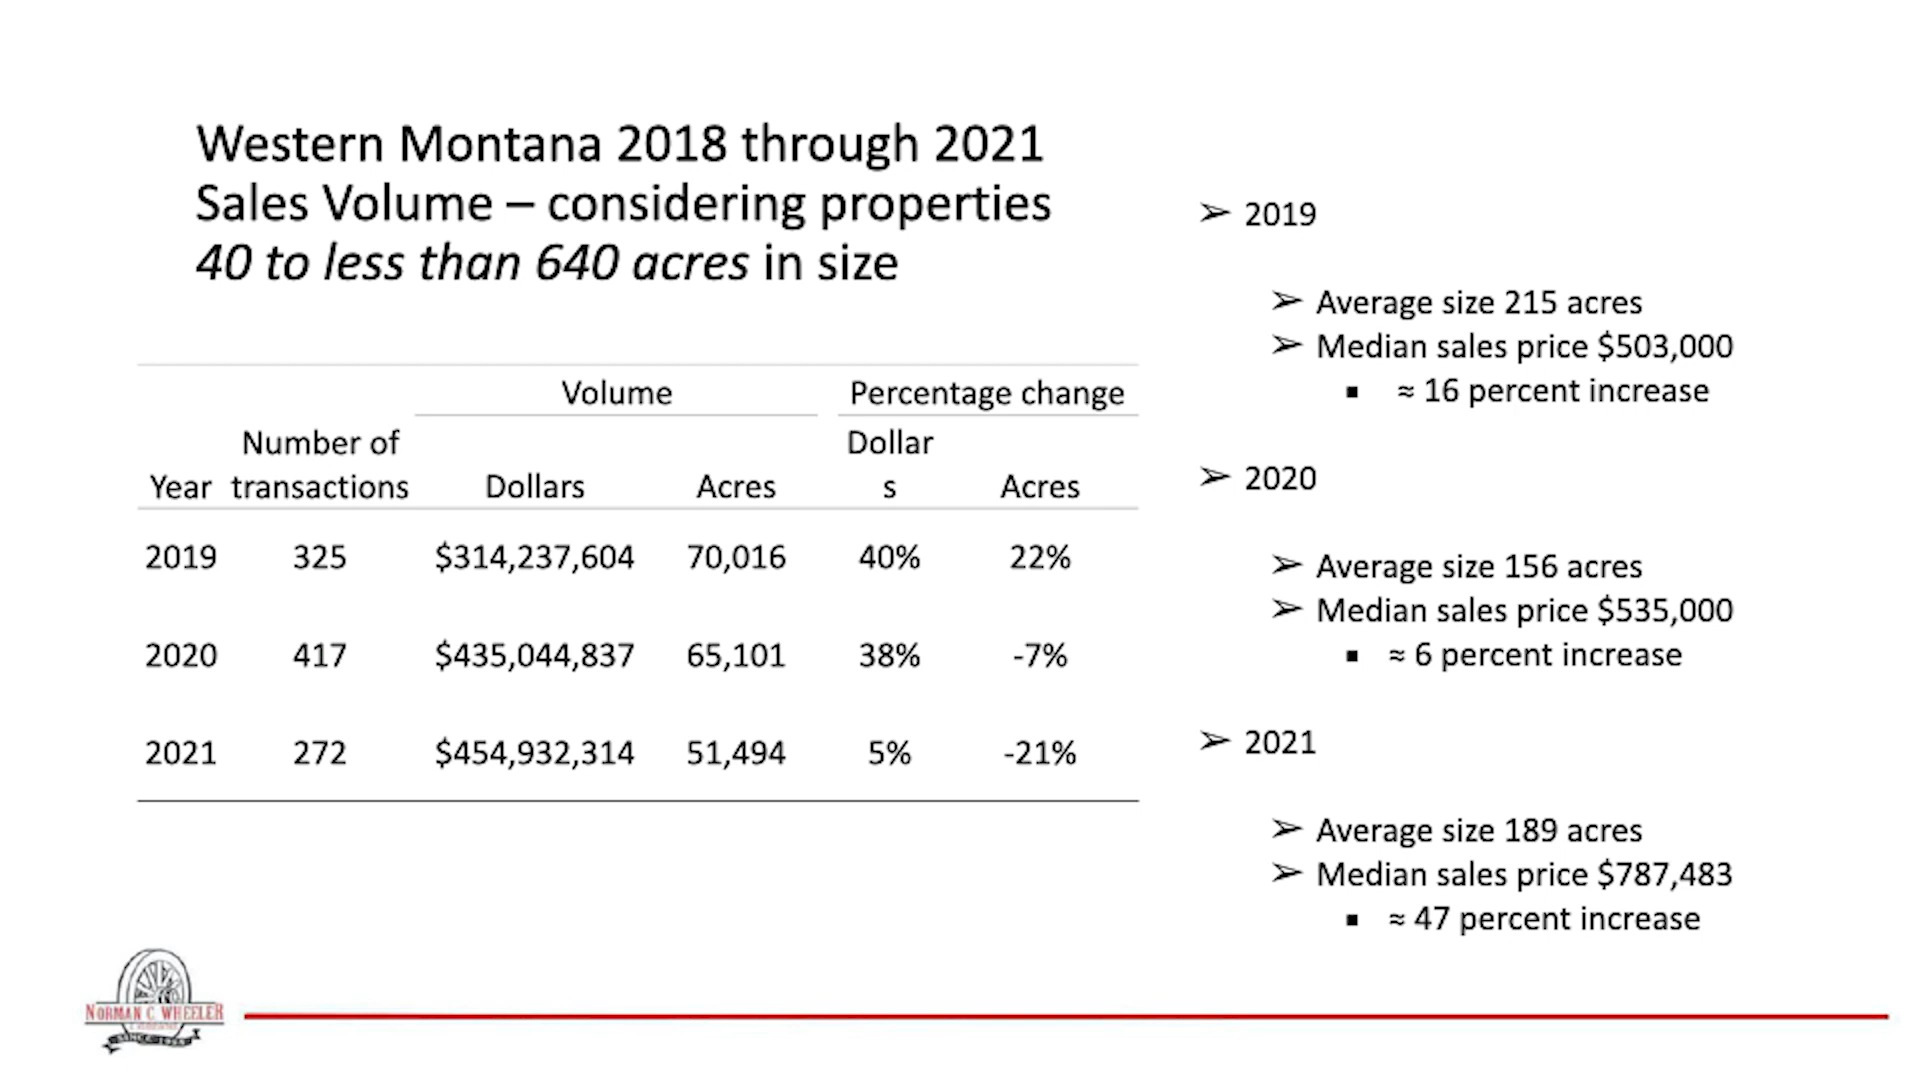 Western Montana 2018 through 2021
Sales Volume – considering properties
40 to less than 640 acres in size
Volume Percentage change
Number of Dollar
Year transactions Dollars Acres s Acres
2019 325 $314,237,604 70,016 40% 22%
2020 417 $435,044,837 65,101 38% -7%
2021 272 $454,932,314 51,494 5% -21%
➢ 2019
➢ Average size 215 acres
➢ Median sales price $503,000
▪ ≈ 16 percent increase
➢ 2020
➢ Average size 156 acres
➢ Median sales price $535,000
▪ ≈ 6 percent increase
➢ 2021
➢ Average size 189 acres
➢ Median sales price $787,483
▪ ≈ 47 percent increase
NORMAN C. WHEELER